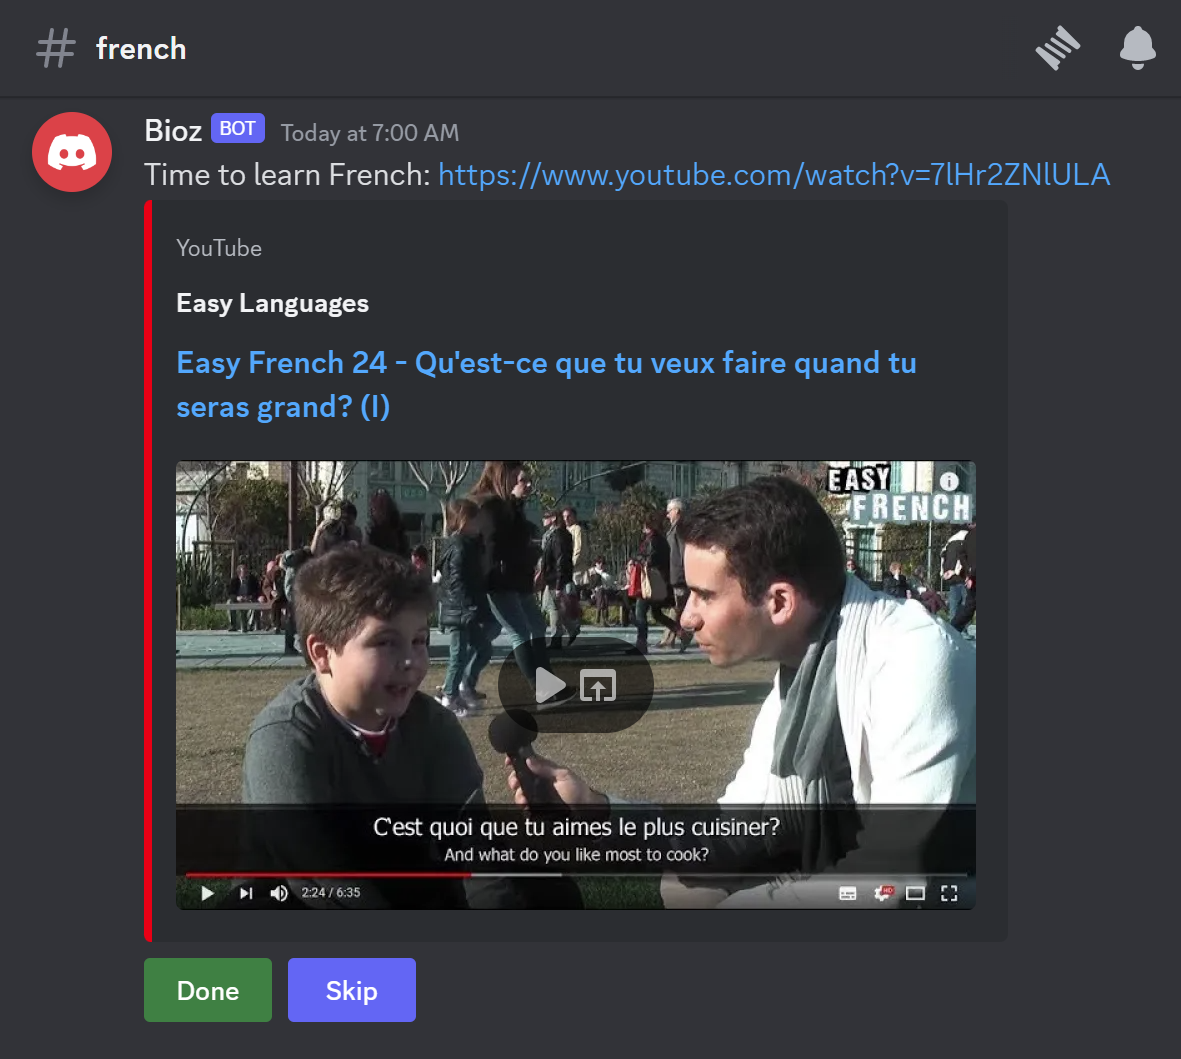 french
Bioz BOT Today at 7:00 AM
Time to learn French: https://www.youtube.com/watch?v=7lHr2ZNlULA
YouTube
Easy Languages
Easy French 24 - Qu'est-ce que tu veux faire quand tu
seras grand? (I)
EASY
FRENCH
C'est quoi que tu aimes le plus cuisiner?
And what do you like most to cook?
2:24 / 6:35
HD
Done
Skip